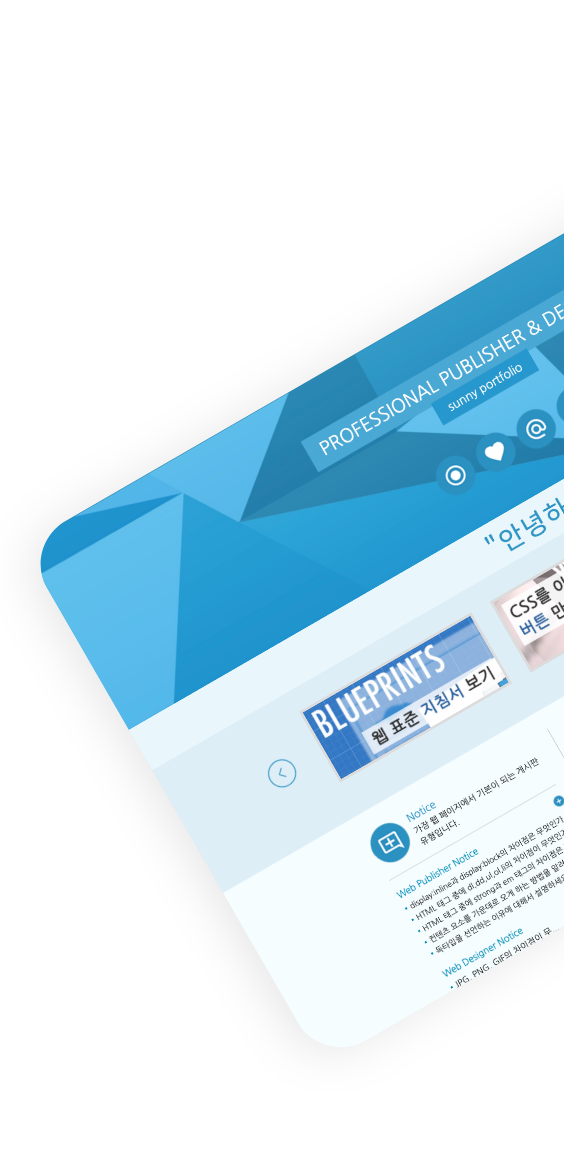 PROFESSIONAL PUBLISHER & DE
sunny portfolio
@
"안녕하
BLUEPRINTS
웹 표준 지침서 보기
CSS를 이
버튼 만
Notice
가장 웹 페이지에서 기본이 되는 게시판
유형입니다.
Web Publisher Notice
• display:inline과 display:block의 차이점은 무엇인가
• HTML 태그 중에 dl,dd,ul,ol,li의 차이점이 무엇인가
• HTML 태그 중에 strong과 em 태그의 차이점은
• 컨텐츠 요소를 가운데로 오게 하는 방법을 알려
• 독타입을 선언하는 이유에 대해서 설명하세요
Web Designer Notice
• JPG, PNG, GIF의 차이점이 무